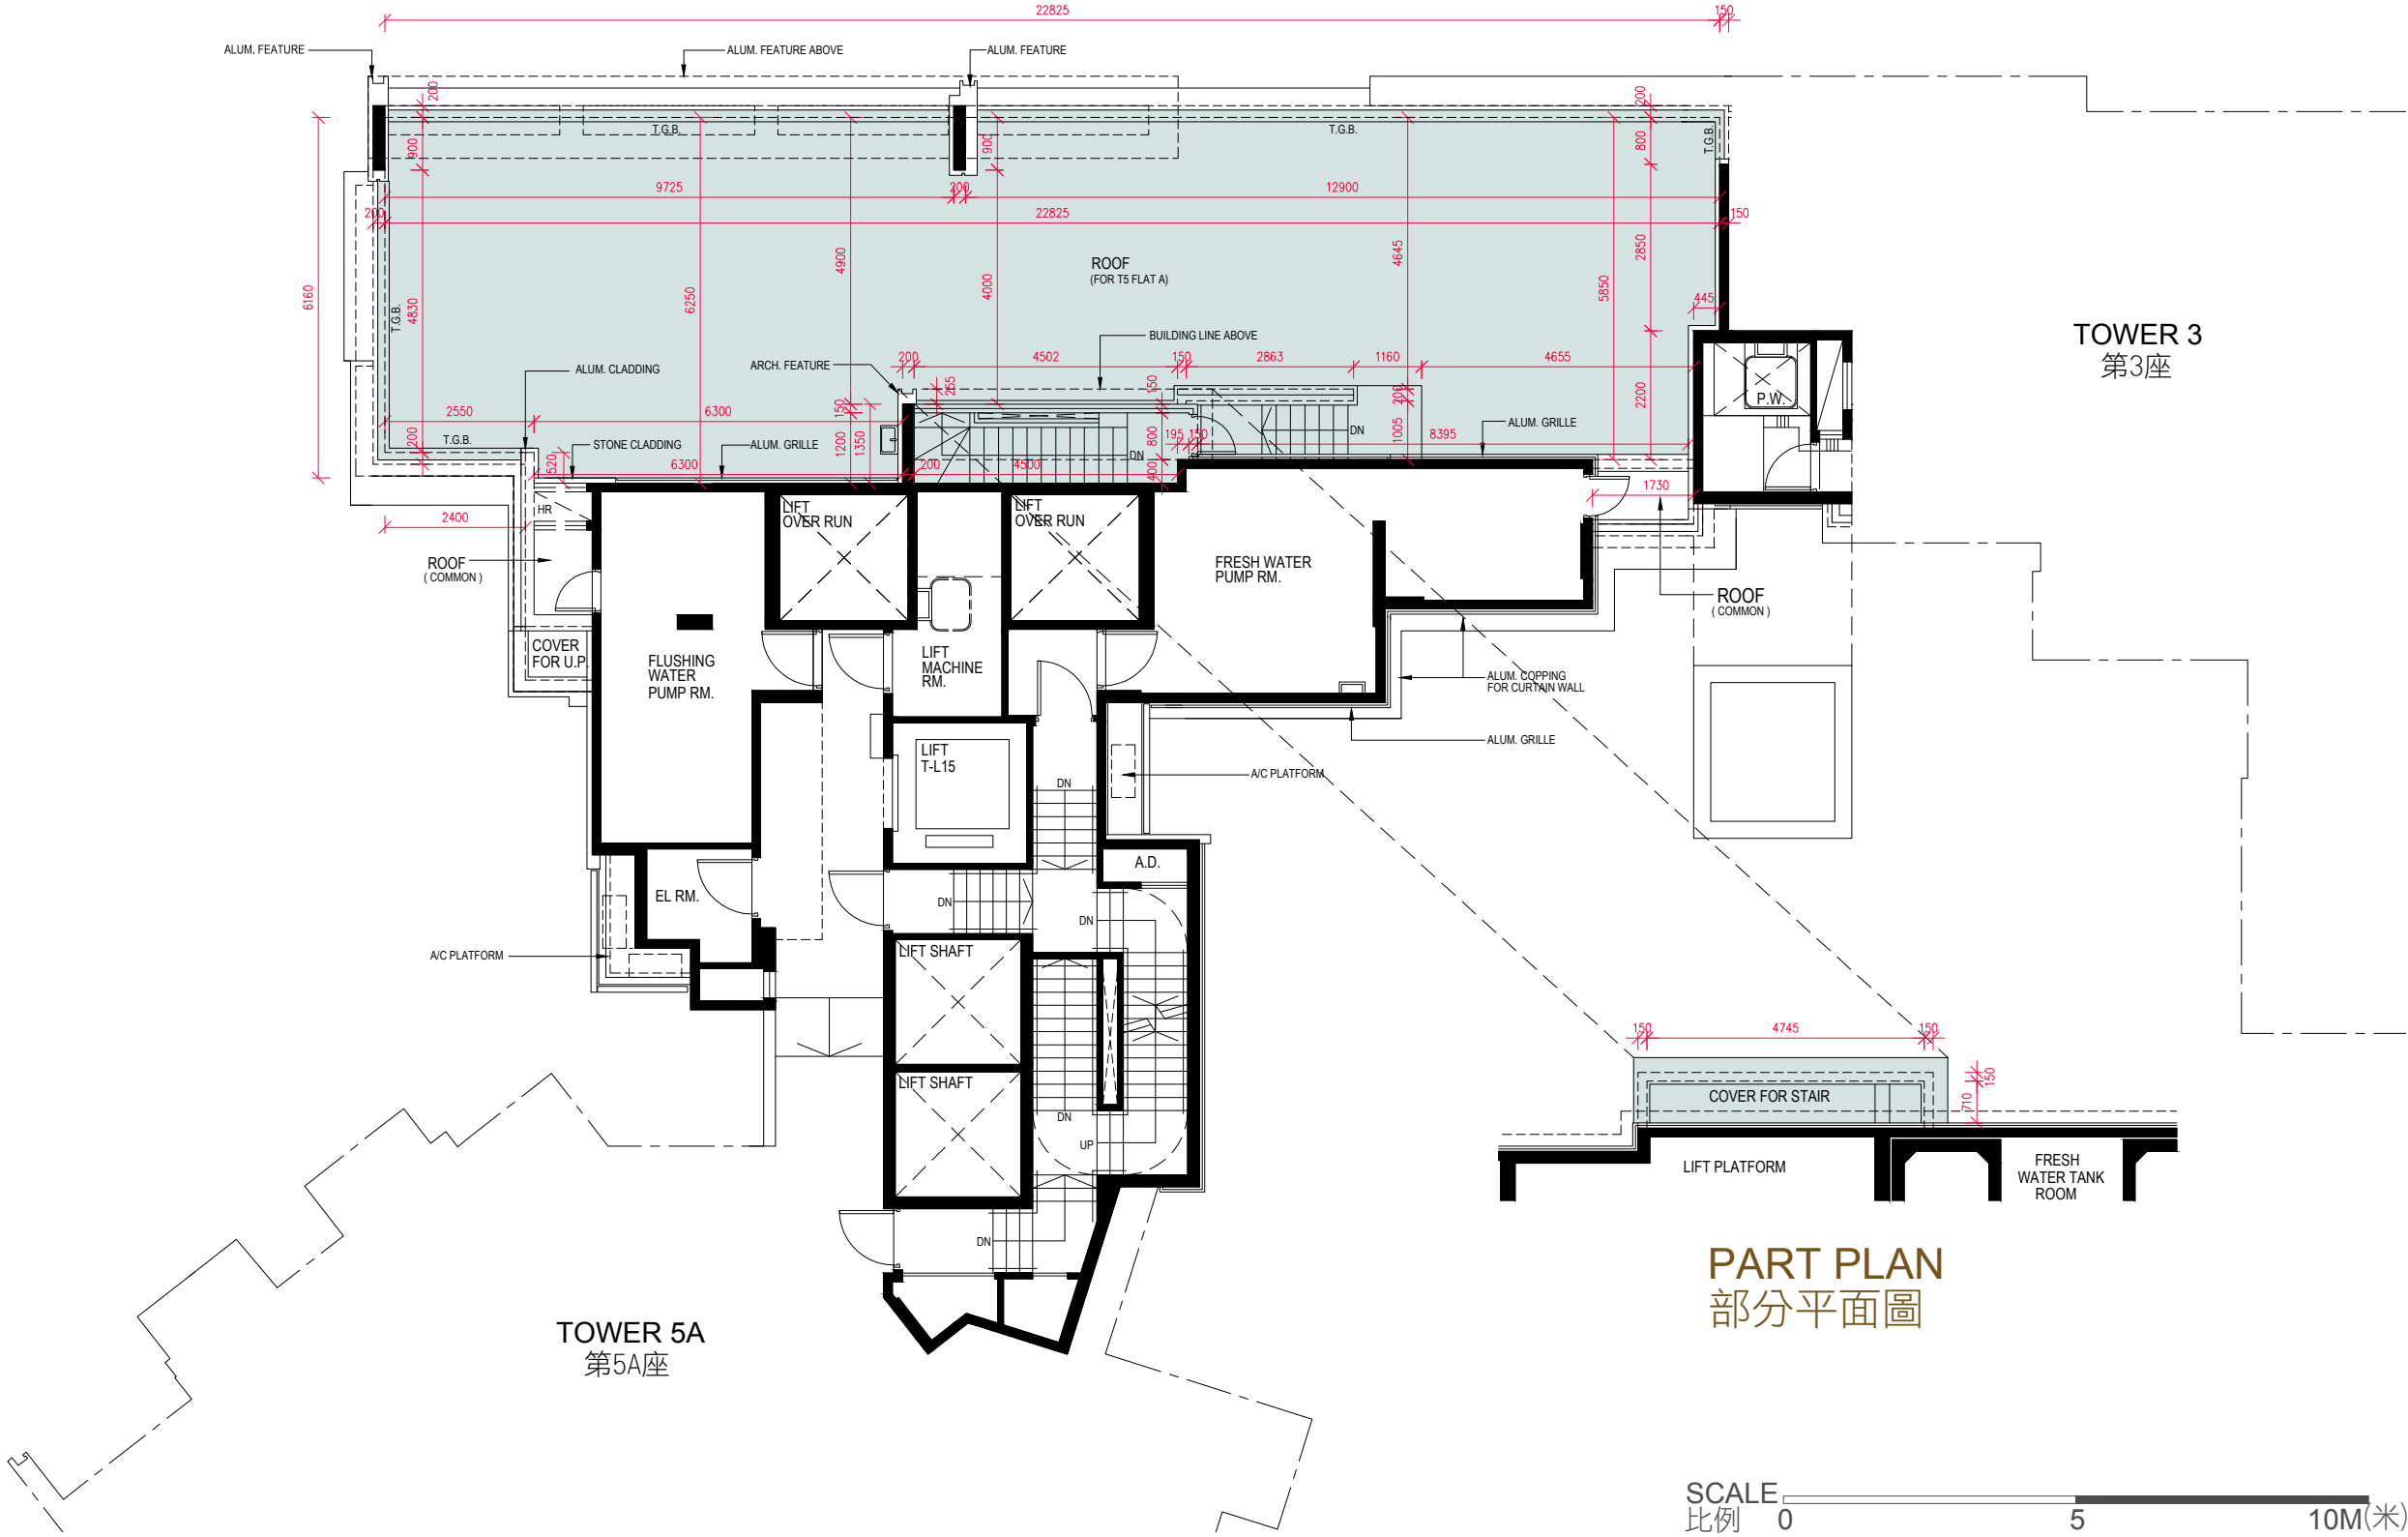 22825
150
ALUM. FEATURE
ALUM. FEATURE ABOVE
ALUM. FEATURE
200
200
T.G.B.
T.G.B.
T.G.B.
900
900
800
9725
200
12900
200
22825
150
6160
4830
6250
4900
4000
4645
5850
2850
445
ROOF
(FOR T5 FLAT A)
T.G.B.
TOWER 3
第3座
BUILDING LINE ABOVE
ARCH. FEATURE
ALUM. CLADDING
200
4502
150
2863
1160
4655
255
150
200
2200
P.W.
2550
6300
150
200
T.G.B.
STONE CLADDING
ALUM. GRILLE
1200
1350
800
195
150
1005
8395
DN
ALUM. GRILLE
DN
520
6300
200
4500
400
1730
2400
HR
LIFT
OVER RUN
LIFT
OVER RUN
ROOF
( COMMON )
FRESH WATER
PUMP RM.
ROOF
( COMMON )
COVER
FOR U.P.
FLUSHING
WATER
PUMP RM.
LIFT
MACHINE
RM.
ALUM. COPPING
FOR CURTAIN WALL
ALUM. GRILLE
LIFT
T-L15
A/C PLATFORM
DN
A.D.
EL RM.
DN
DN
A/C PLATFORM
LIFT SHAFT
LIFT SHAFT
DN
UP
DN
150
4745
150
150
710
COVER FOR STAIR
LIFT PLATFORM
FRESH
WATER TANK
ROOM
PART PLAN
部分平面圖
TOWER 5A
第5A座
SCALE
比例
0
5
10M(米)